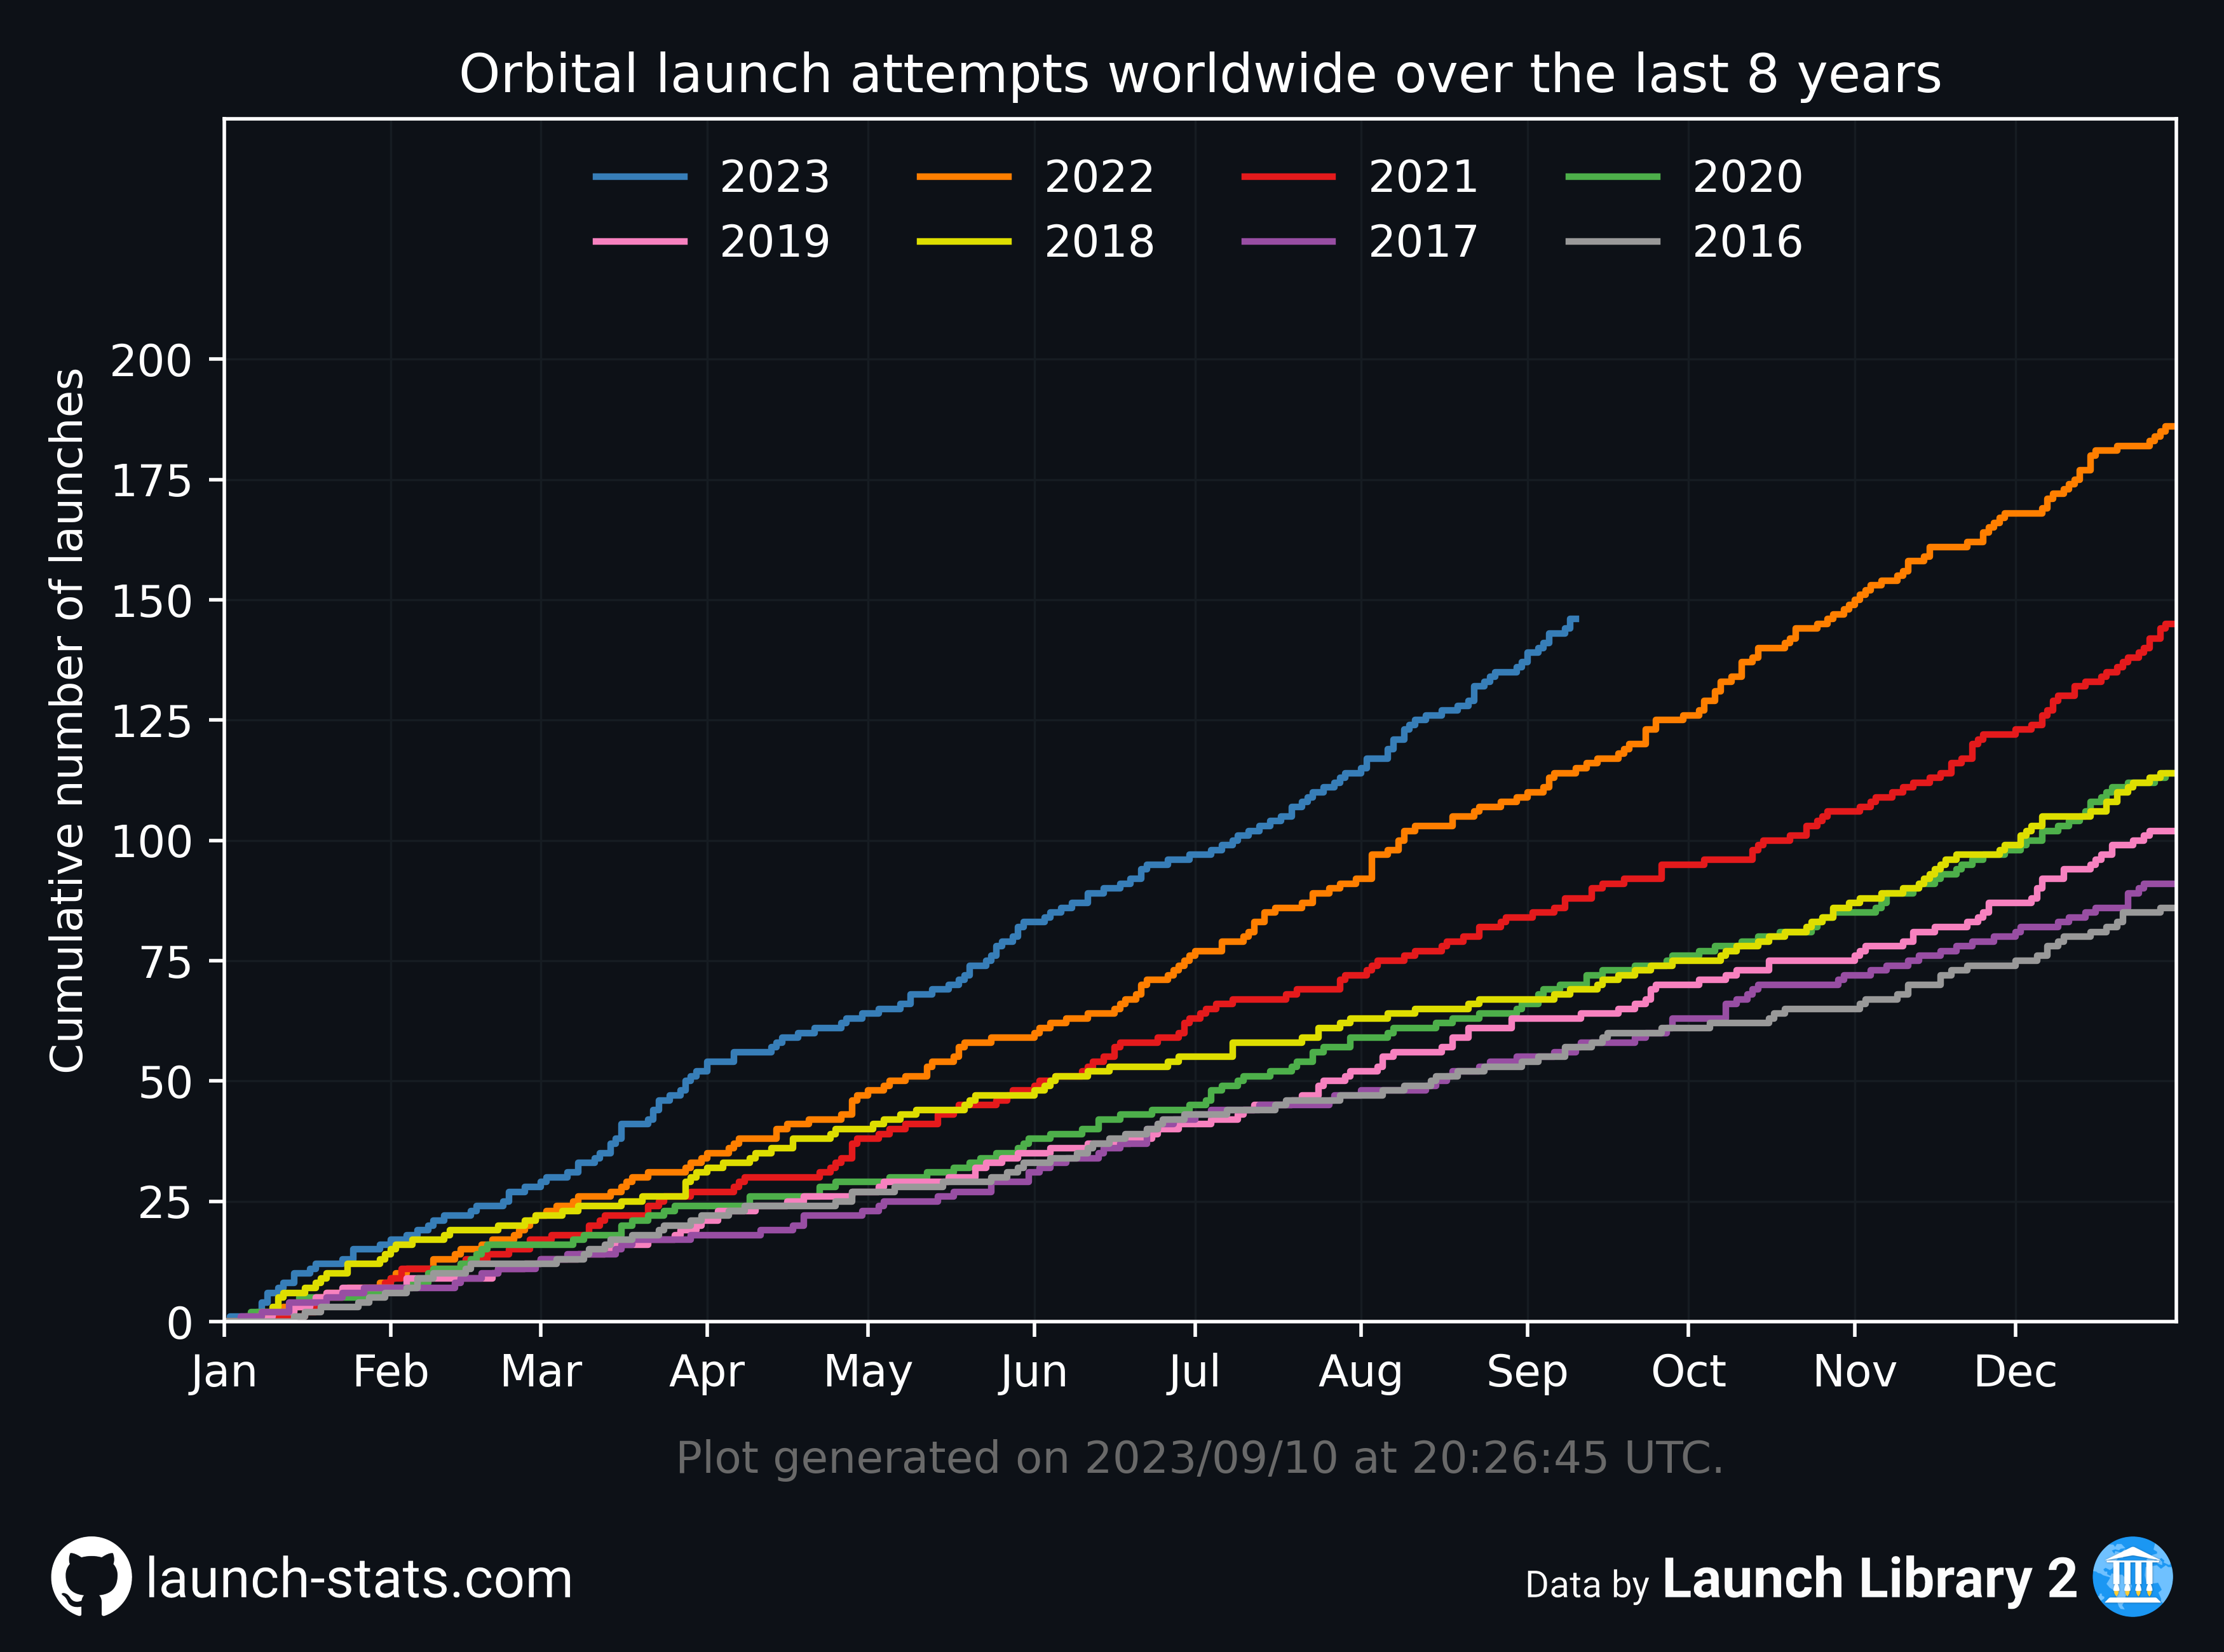 Orbital launch attempts worldwide over the last 8 years
2023 2022 2021 2020
2019 2018 2017 2016
Cumulative number of launches
200
175
150
125
100
75
50
25
0
Jan Feb Mar Apr May Jun Jul Aug Sep Oct Nov Dec
Plot generated on 2023/09/10 at 20:26:45 UTC.
launch-stats.com
Data by Launch Library 2